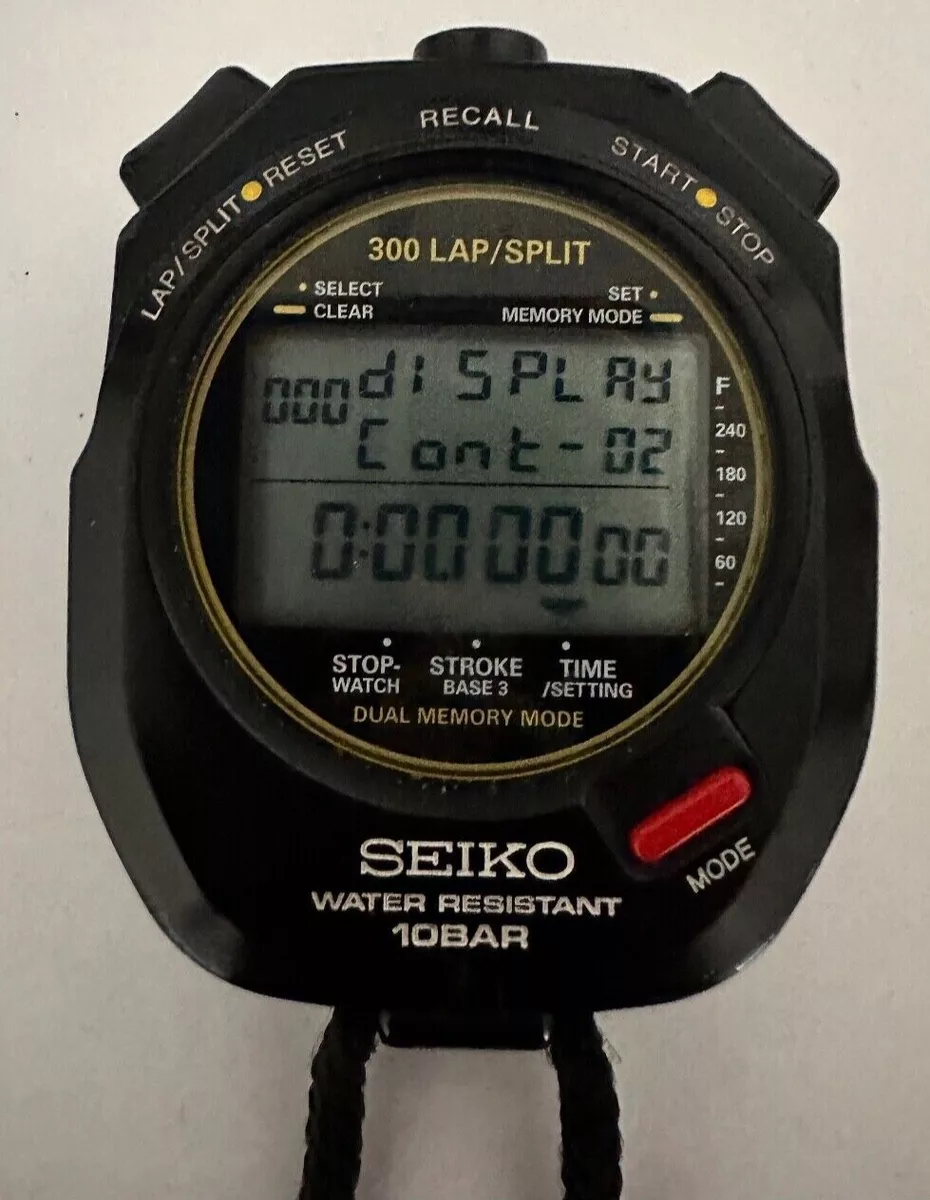 RECALL
LAP/SPLIT RESET
START STOP
300 LAP/SPLIT
SELECT
CLEAR
SET
MEMORY MODE
000 dISPLAY
Cont-02
0:00 00 00
F
240
180
120
60
STOP-
WATCH
STROKE
BASE 3
TIME
/SETTING
DUAL MEMORY MODE
MODE
SEIKO
WATER RESISTANT
10BAR